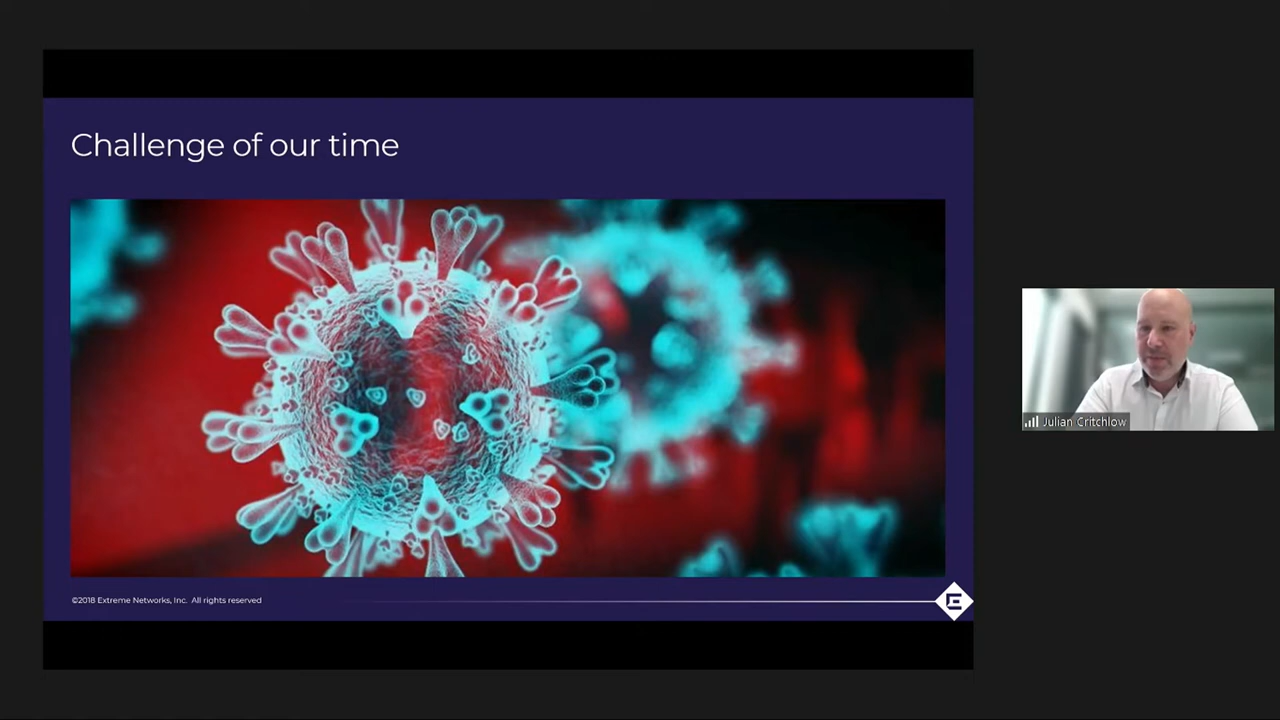 Challenge of our time
©2018 Extreme Networks, Inc. All rights reserved
Julian Critchlow